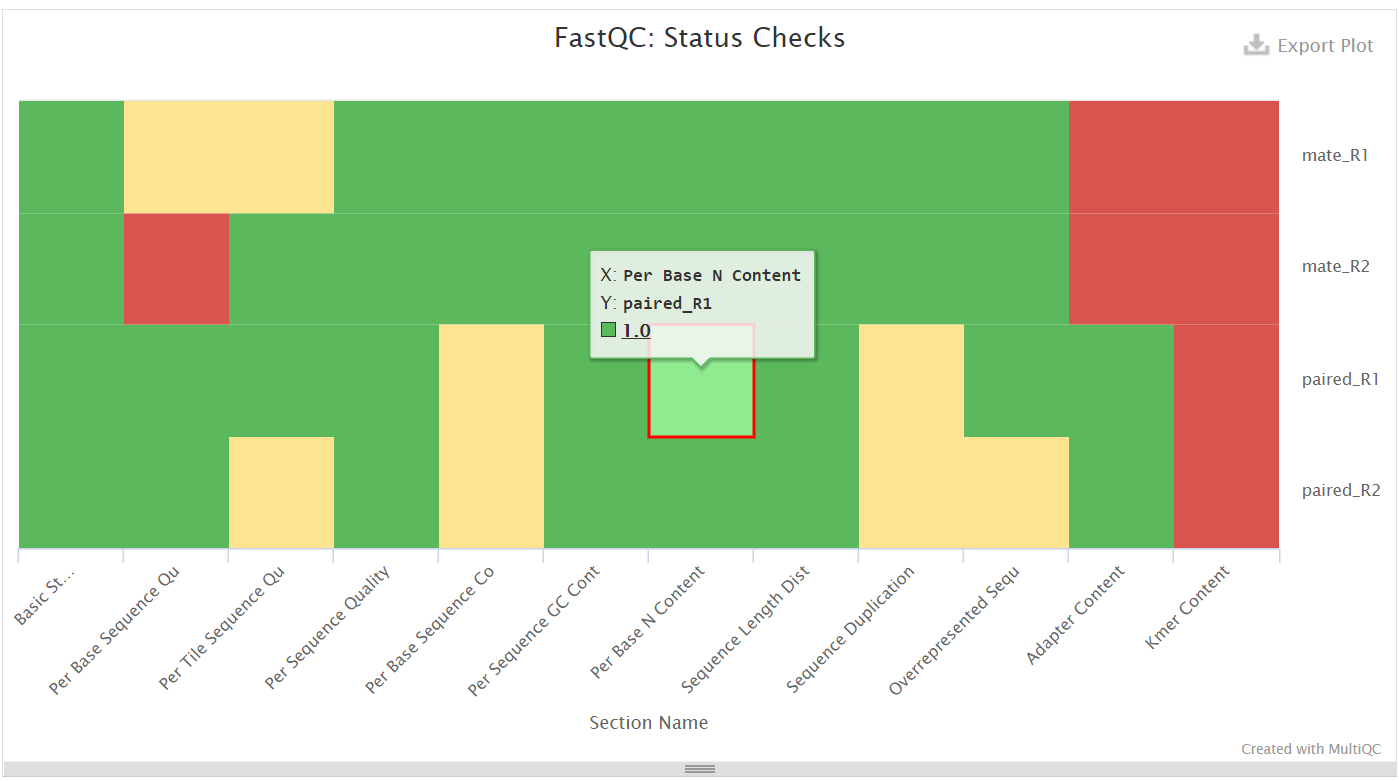 FastQC: Status Checks
Export Plot
mate_R1
mate_R2
X: Per Base N Content
Y: paired_R1
1.0
paired_R1
paired_R2
Basic St...
Per Base Sequence Qu
Per Tile Sequence Qu
Per Sequence Quality
Per Base Sequence Co
Per Sequence GC Cont
Per Base N Content
Sequence Length Dist
Sequence Duplication
Overrepresented Sequ
Adapter Content
Kmer Content
Section Name
Created with MultiQC